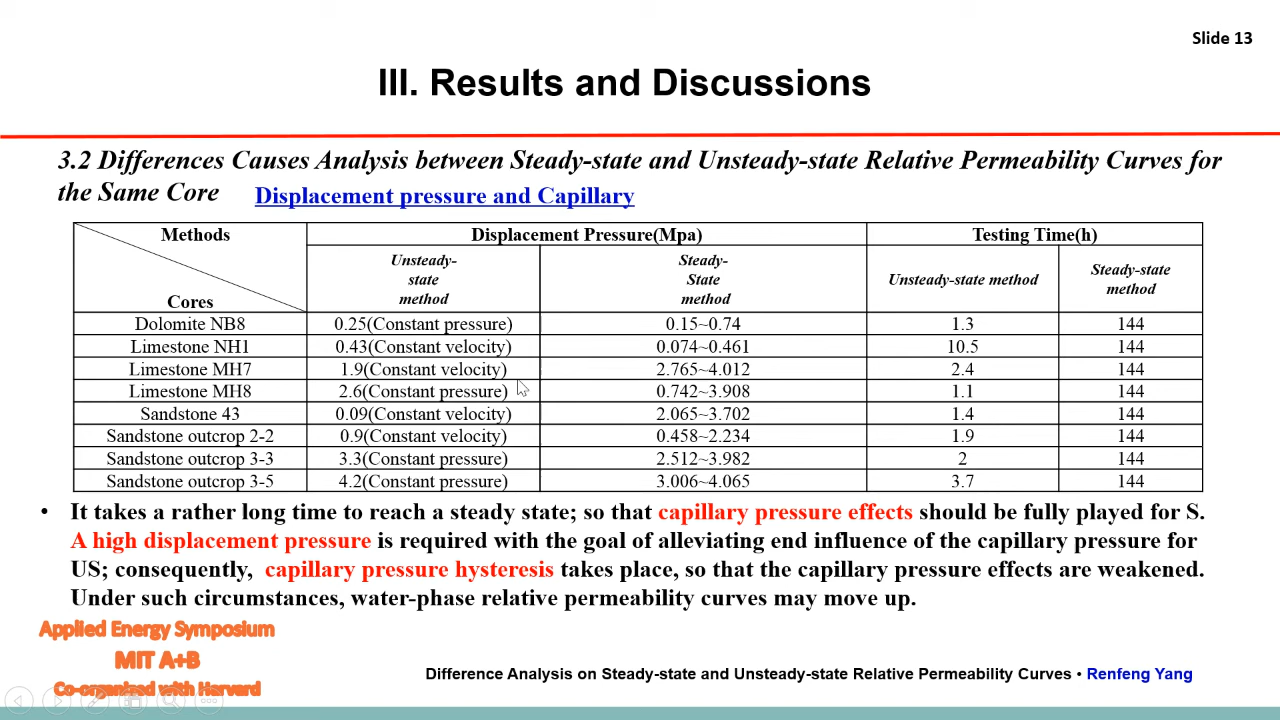 Slide 13
III. Results and Discussions
3.2 Differences Causes Analysis between Steady-state and Unsteady-state Relative Permeability Curves for
the Same Core Displacement pressure and Capillary
Methods Displacement Pressure(Mpa) Testing Time(h)
Unsteady-
state
method
Steady-
State
method
Unsteady-state method
Steady-state
method
Cores
Dolomite NB8 0.25(Constant pressure) 0.15~0.74 1.3 144
Limestone NH1 0.43(Constant velocity) 0.074~0.461 10.5 144
Limestone MH7 1.9(Constant velocity) 2.765~4.012 2.4 144
Limestone MH8 2.6(Constant pressure) 0.742~3.908 1.1 144
Sandstone 43 0.09(Constant velocity) 2.065~3.702 1.4 144
Sandstone outcrop 2-2 0.9(Constant velocity) 0.458~2.234 1.9 144
Sandstone outcrop 3-3 3.3(Constant pressure) 2.512~3.982 2 144
Sandstone outcrop 3-5 4.2(Constant pressure) 3.006~4.065 3.7 144
• It takes a rather long time to reach a steady state; so that capillary pressure effects should be fully played for S.
A high displacement pressure is required with the goal of alleviating end influence of the capillary pressure for
US; consequently, capillary pressure hysteresis takes place, so that the capillary pressure effects are weakened.
Under such circumstances, water-phase relative permeability curves may move up.
Applied Energy Symposium
MIT A+B
Co-organized with Harvard
Difference Analysis on Steady-state and Unsteady-state Relative Permeability Curves • Renfeng Yang